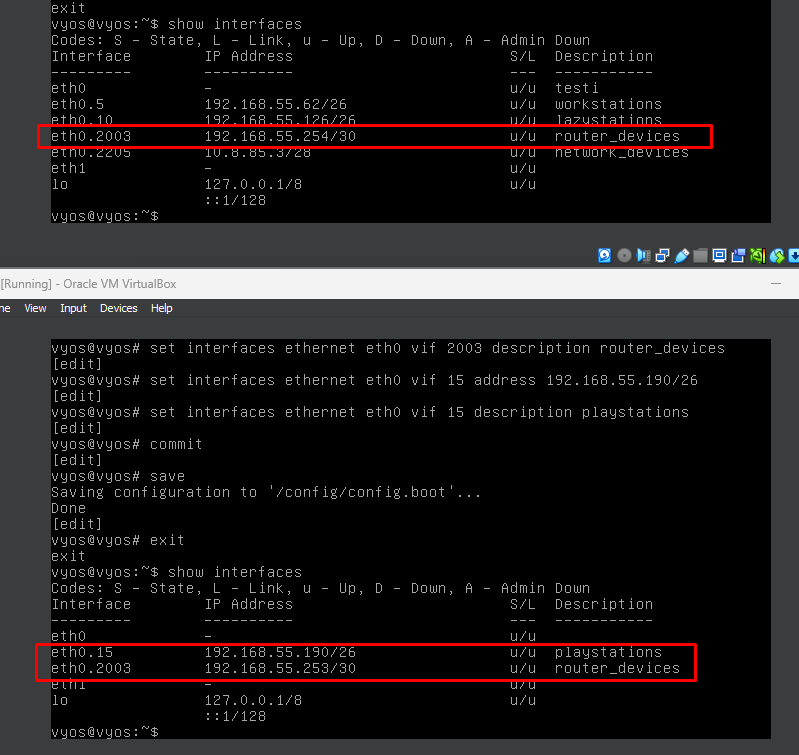 exit
vyos@vyos:~$ show interfaces
Codes: S - State, L - Link, u - Up, D - Down, A - Admin Down
Interface        IP Address                        S/L  Description
---------        ----------                        ---  -----------
eth0             -                                 u/u  testi
eth0.5           192.168.55.62/26                  u/u  workstations
eth0.10          192.168.55.126/26                 u/u  lazystations
eth0.2003        192.168.55.254/30                 u/u  router_devices
eth0.2205        10.8.85.3/28                      u/u  network_devices
eth1             -                                 u/u
lo               127.0.0.1/8                       u/u
                 ::1/128
vyos@vyos:~$
[Running] - Oracle VM VirtualBox
ne View Input Devices Help
vyos@vyos# set interfaces ethernet eth0 vif 2003 description router_devices
[edit]
vyos@vyos# set interfaces ethernet eth0 vif 15 address 192.168.55.190/26
[edit]
vyos@vyos# set interfaces ethernet eth0 vif 15 description playstations
[edit]
vyos@vyos# commit
[edit]
vyos@vyos# save
Saving configuration to '/config/config.boot'...
Done
[edit]
vyos@vyos# exit
exit
vyos@vyos:~$ show interfaces
Codes: S - State, L - Link, u - Up, D - Down, A - Admin Down
Interface        IP Address                        S/L  Description
---------        ----------                        ---  -----------
eth0             -                                 u/u
eth0.15          192.168.55.190/26                 u/u  playstations
eth0.2003        192.168.55.253/30                 u/u  router_devices
eth1             -                                 u/u
lo               127.0.0.1/8                       u/u
                 ::1/128
vyos@vyos:~$